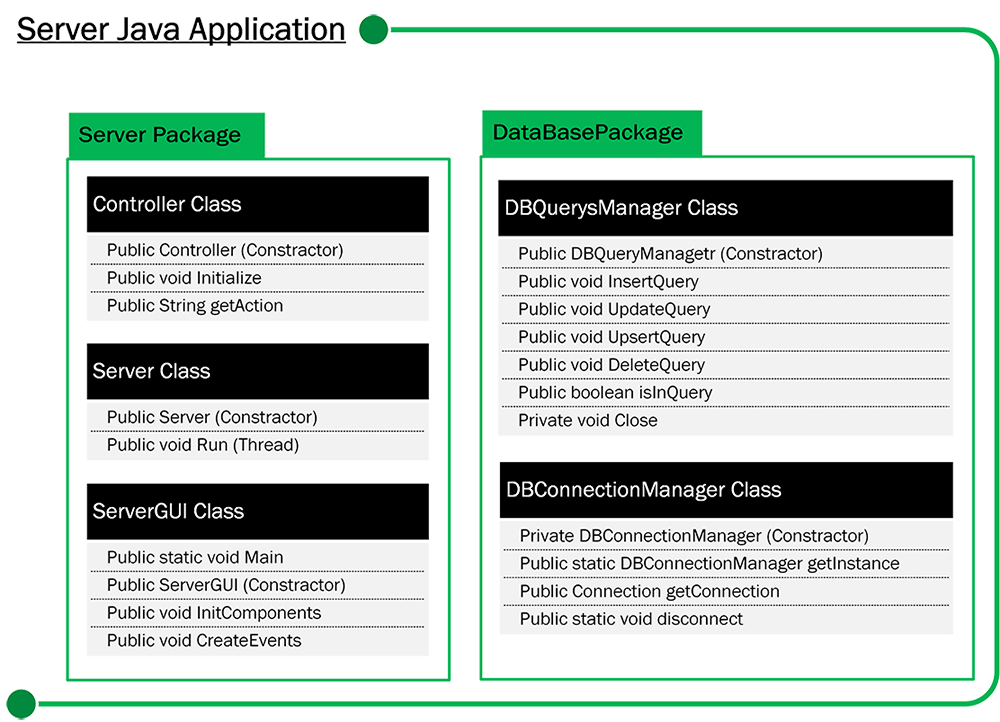 Server Java Application
Server Package
Controller Class
Public Controller (Constractor)
Public void Initialize
Public String getAction
Server Class
Public Server (Constractor)
Public void Run (Thread)
ServerGUI Class
Public static void Main
Public ServerGUI (Constractor)
Public void InitComponents
Public void CreateEvents
DataBasePackage
DBQuerysManager Class
Public DBQueryManagetr (Constractor)
Public void InsertQuery
Public void UpdateQuery
Public void UpsertQuery
Public void DeleteQuery
Public boolean isInQuery
Private void Close
DBConnectionManager Class
Private DBConnectionManager (Constractor)
Public static DBConnectionManager getInstance
Public Connection getConnection
Public static void disconnect